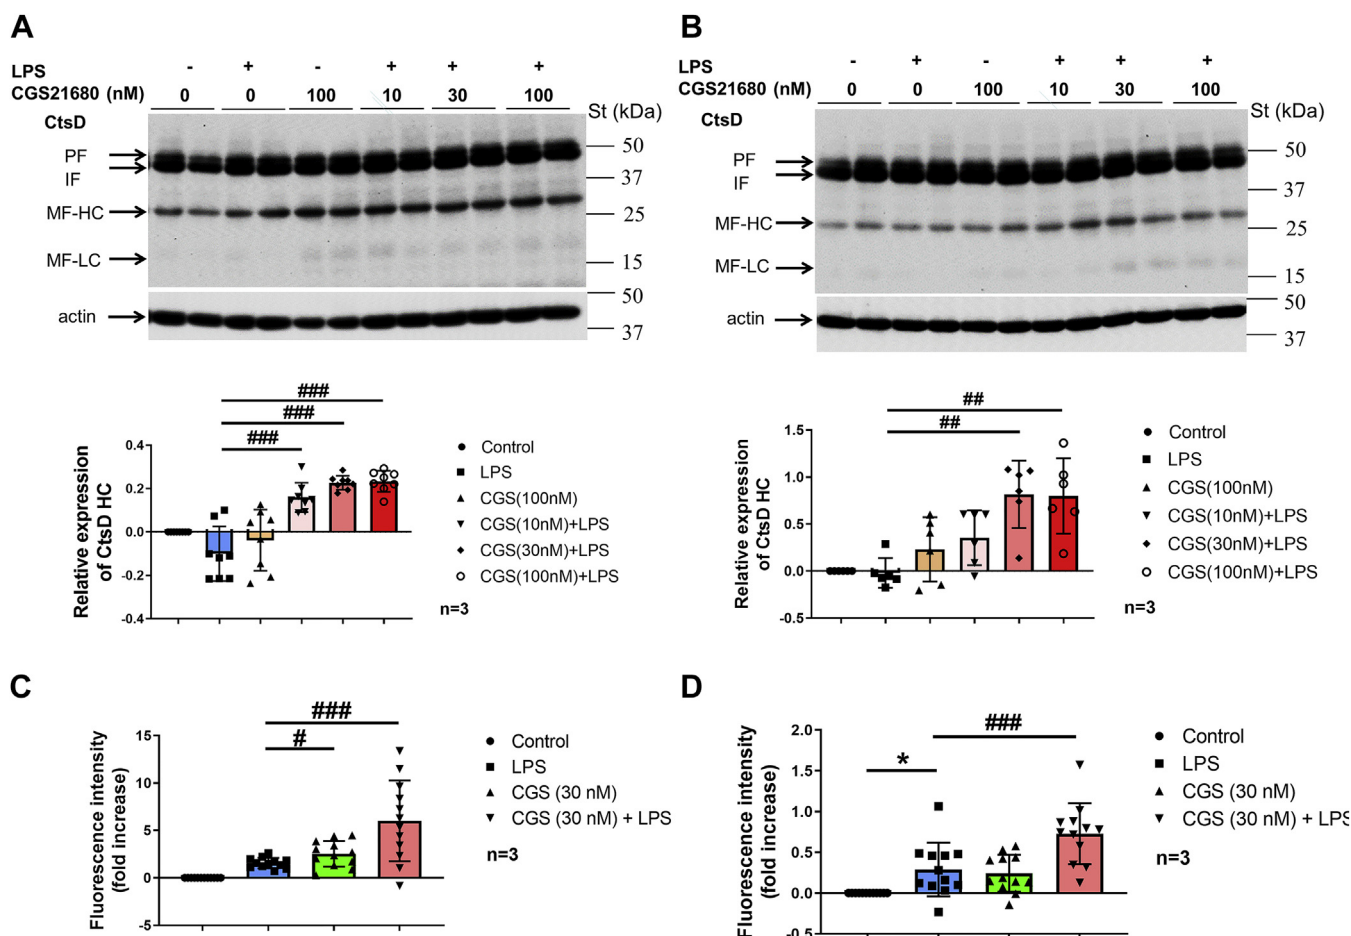 A
LPS - + - + + +
CGS21680 (nM) 0 0 100 10 30 100
CtsD
St (kDa)
PF
IF
MF-HC
MF-LC
actin
50
37
25
15
50
37
###
###
###
Relative expression
of CtsD HC
0.4
0.2
0.0
-0.2
-0.4
Control
LPS
CGS(100nM)
CGS(10nM)+LPS
CGS(30nM)+LPS
CGS(100nM)+LPS
n=3
B
LPS - + - + + +
CGS21680 (nM) 0 0 100 10 30 100
CtsD
St (kDa)
PF
IF
MF-HC
MF-LC
actin
50
37
25
15
50
37
##
##
Relative expression
of CtsD HC
1.5
1.0
0.5
0.0
-0.5
Control
LPS
CGS(100nM)
CGS(10nM)+LPS
CGS(30nM)+LPS
CGS(100nM)+LPS
n=3
C
###
#
Fluorescence intensity
(fold increase)
15
10
5
0
-5
Control
LPS
CGS (30 nM)
CGS (30 nM) + LPS
n=3
D
###
*
Fluorescence intensity
(fold increase)
2.0
1.5
1.0
0.5
0.0
-0.5
Control
LPS
CGS (30 nM)
CGS (30 nM) + LPS
n=3